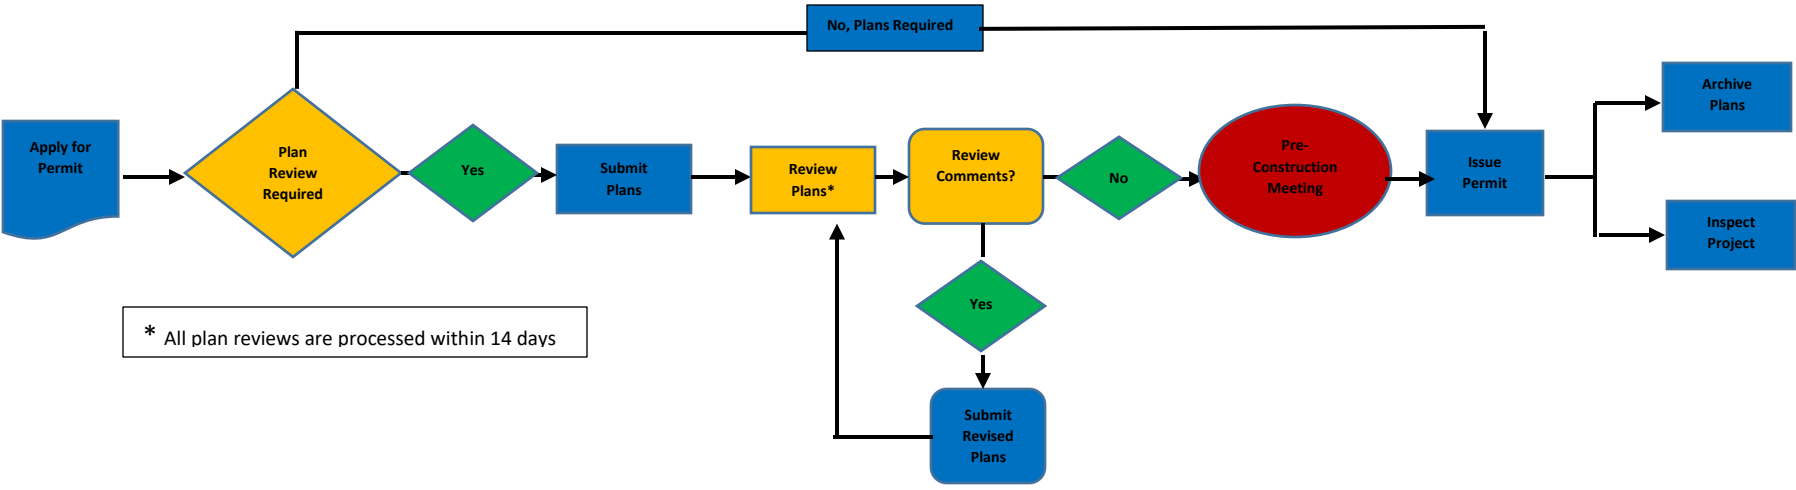 No, Plans Required
Archive
Plans
Apply for
Permit
Plan
Review
Required
Yes
Submit
Plans
Review
Plans*
Review
Comments?
No
Pre-
Construction
Meeting
Issue
Permit
Inspect
Project
Yes
* All plan reviews are processed within 14 days
Submit
Revised
Plans